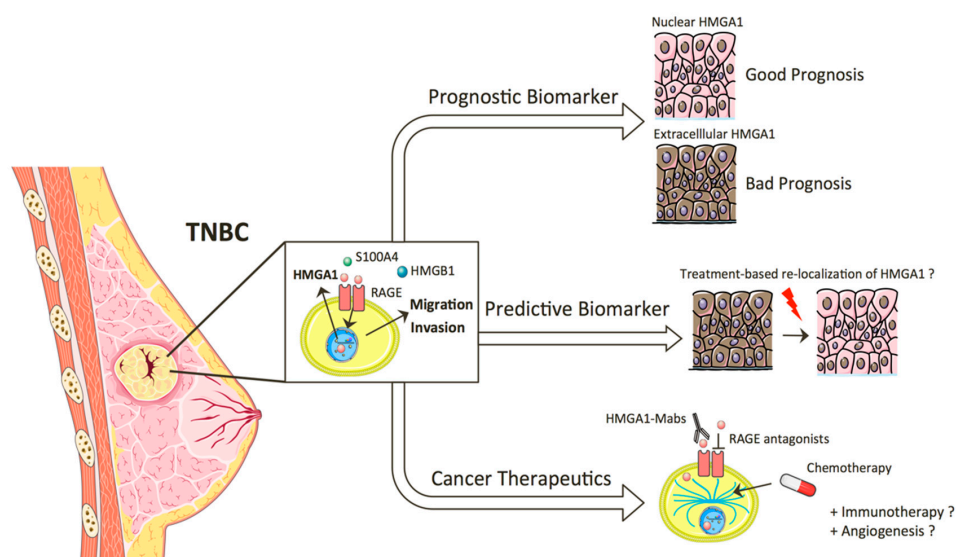 Nuclear HMGA1
Good Prognosis
Prognostic Biomarker
Extracelllular HMGA1
Bad Prognosis
TNBC
S100A4
HMGA1
HMGB1
RAGE
Migration
Invasion
Predictive Biomarker
Treatment-based re-localization of HMGA1 ?
HMGA1-Mabs
RAGE antagonists
Cancer Therapeutics
Chemotherapy
+ Immunotherapy ?
+ Angiogenesis ?